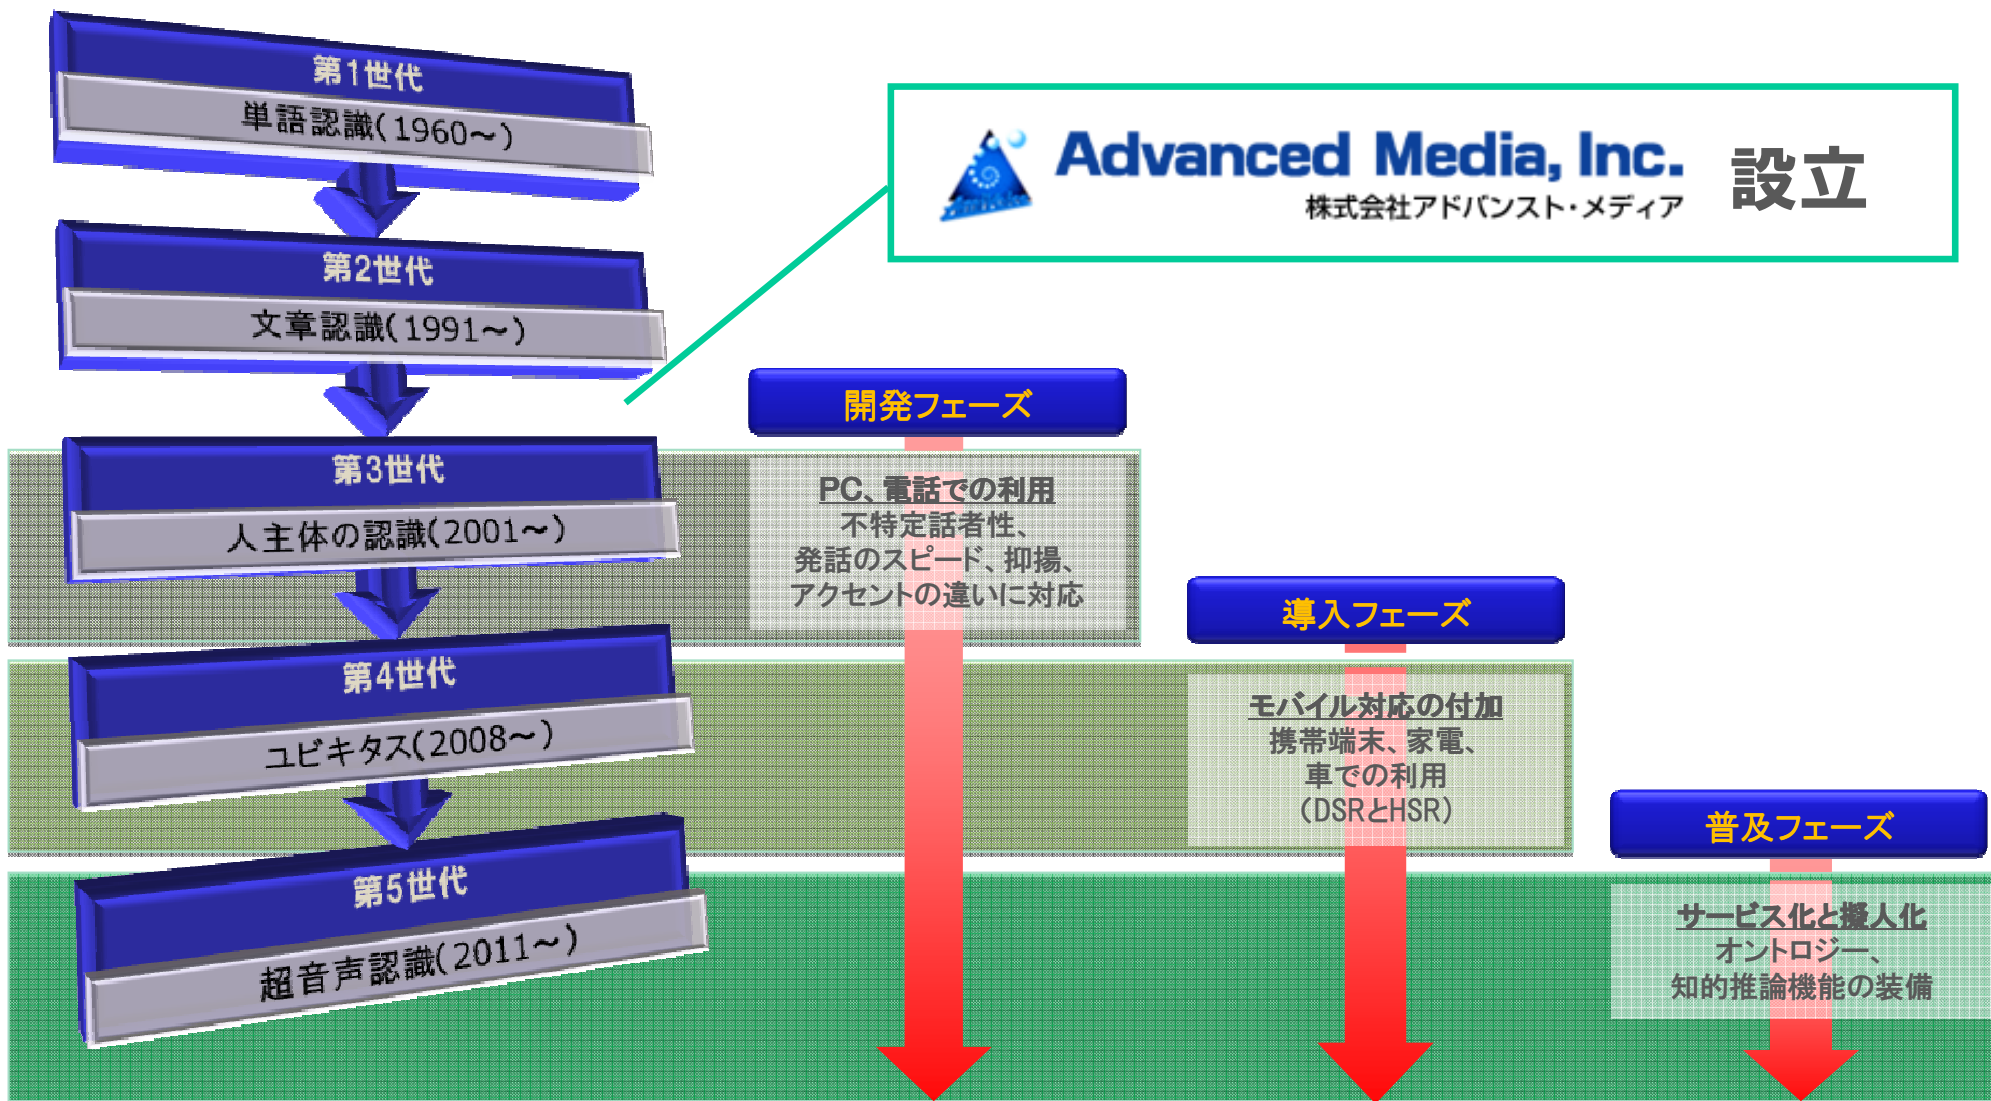 第1世代
単語認識(1960～)
Advanced Media, Inc.
株式会社アドバンスト・メディア
設立
第2世代
文章認識(1991～)
開発フェーズ
第3世代
人主体の認識(2001～)
PC、電話での利用
不特定話者性、
発話のスピード、抑揚、
アクセントの違いに対応
導入フェーズ
第4世代
ユビキタス(2008～)
モバイル対応の付加
携帯端末、家電、
車での利用
（DSRとHSR）
普及フェーズ
第5世代
超音声認識(2011～)
サービス化と擬人化
オントロジー、
知的推論機能の装備